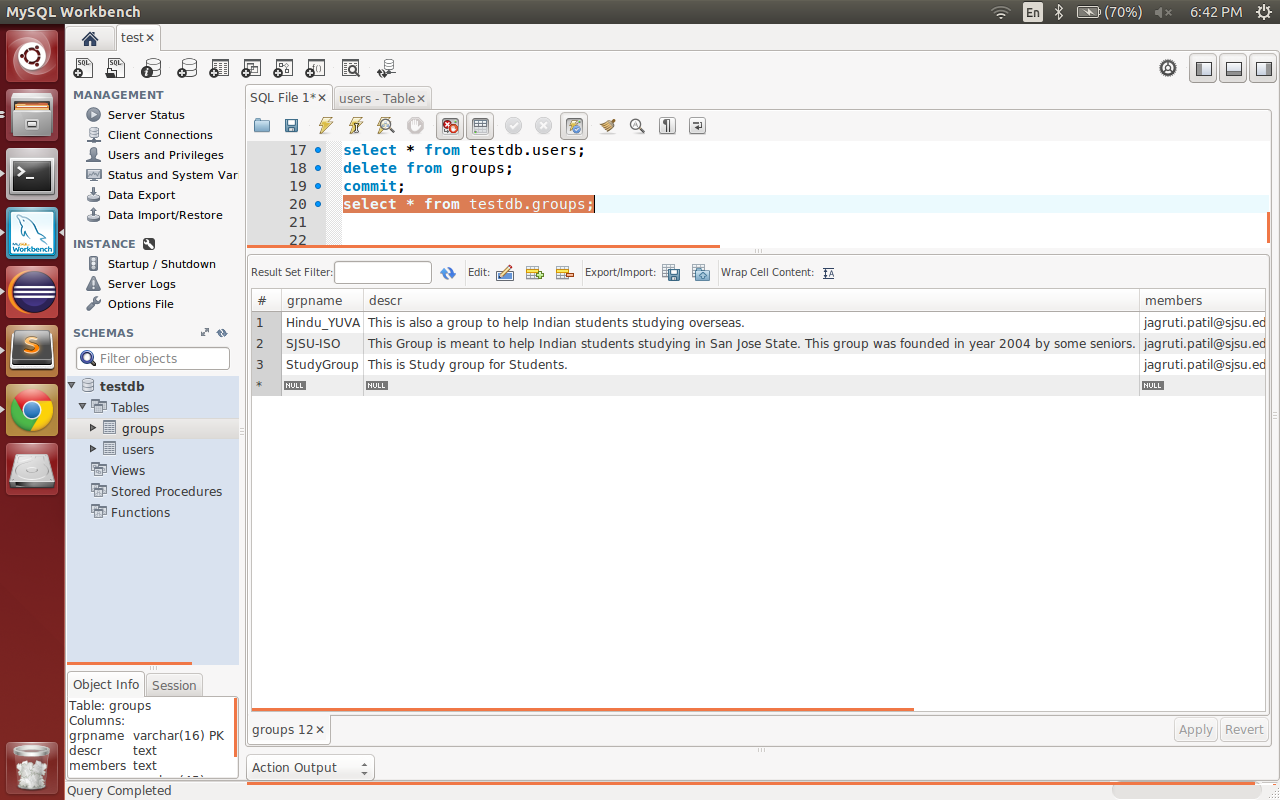 MySQL Workbench
En
(70%)
6:42 PM
test
MANAGEMENT
Server Status
Client Connections
Users and Privileges
Status and System Var
Data Export
Data Import/Restore
INSTANCE
Startup / Shutdown
Server Logs
Options File
SCHEMAS
Filter objects
testdb
Tables
groups
users
Views
Stored Procedures
Functions
Object Info
Session
Table: groups
Columns:
grpname varchar(16) PK
descr text
members text
SQL File 1*
users - Table
17 select * from testdb.users;
18 delete from groups;
19 commit;
20 select * from testdb.groups;
21
22
Result Set Filter:
Edit:
Export/Import:
Wrap Cell Content:
# grpname descr members
1 Hindu_YUVA This is also a group to help Indian students studying overseas. jagruti.patil@sjsu.ed
2 SJSU-ISO This Group is meant to help Indian students studying in San Jose State. This group was founded in year 2004 by some seniors. jagruti.patil@sjsu.ed
3 StudyGroup This is Study group for Students. jagruti.patil@sjsu.ed
* NULL NULL NULL
groups 12
Apply
Revert
Action Output
Query Completed